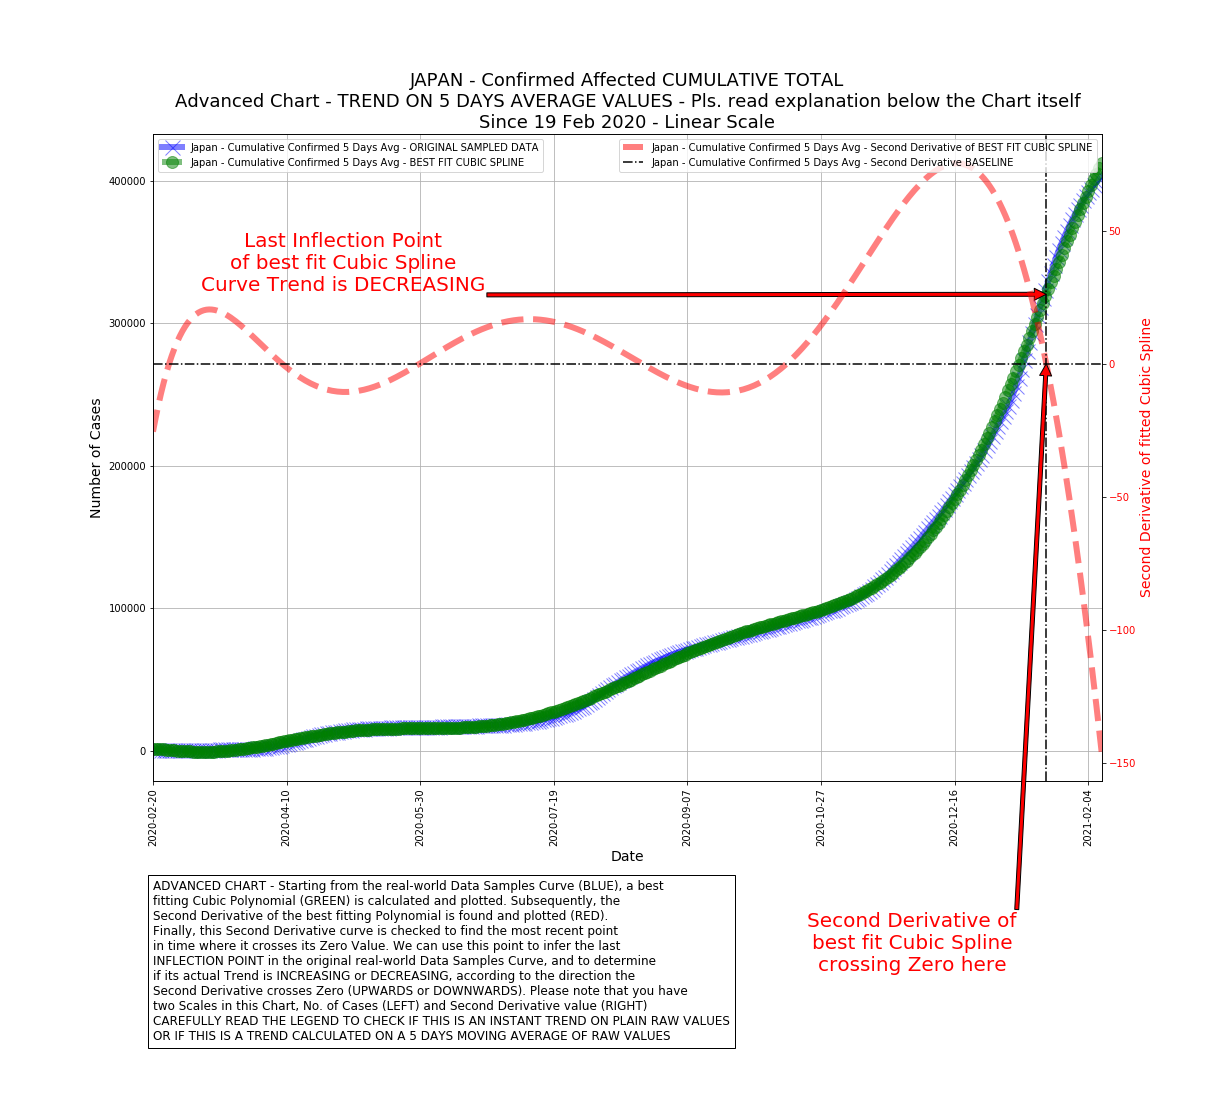 JAPAN - Confirmed Affected CUMULATIVE TOTAL
Advanced Chart - TREND ON 5 DAYS AVERAGE VALUES - Pls. read explanation below the Chart itself
Since 19 Feb 2020 - Linear Scale
Japan - Cumulative Confirmed 5 Days Avg - ORIGINAL SAMPLED DATA
Japan - Cumulative Confirmed 5 Days Avg - BEST FIT CUBIC SPLINE
Japan - Cumulative Confirmed 5 Days Avg - Second Derivative of BEST FIT CUBIC SPLINE
Japan - Cumulative Confirmed 5 Days Avg - Second Derivative BASELINE
Last Inflection Point
of best fit Cubic Spline
Curve Trend is DECREASING
Number of Cases
400000
300000
200000
100000
0
50
0
−50
−100
−150
Second Derivative of fitted Cubic Spline
2020-02-20
2020-04-10
2020-05-30
2020-07-19
2020-09-07
2020-10-27
2020-12-16
2021-02-04
Date
ADVANCED CHART - Starting from the real-world Data Samples Curve (BLUE), a best
fitting Cubic Polynomial (GREEN) is calculated and plotted. Subsequently, the
Second Derivative of the best fitting Polynomial is found and plotted (RED).
Finally, this Second Derivative curve is checked to find the most recent point
in time where it crosses its Zero Value. We can use this point to infer the last
INFLECTION POINT in the original real-world Data Samples Curve, and to determine
if its actual Trend is INCREASING or DECREASING, according to the direction the
Second Derivative crosses Zero (UPWARDS or DOWNWARDS). Please note that you have
two Scales in this Chart, No. of Cases (LEFT) and Second Derivative value (RIGHT)
CAREFULLY READ THE LEGEND TO CHECK IF THIS IS AN INSTANT TREND ON PLAIN RAW VALUES
OR IF THIS IS A TREND CALCULATED ON A 5 DAYS MOVING AVERAGE OF RAW VALUES
Second Derivative of
best fit Cubic Spline
crossing Zero here